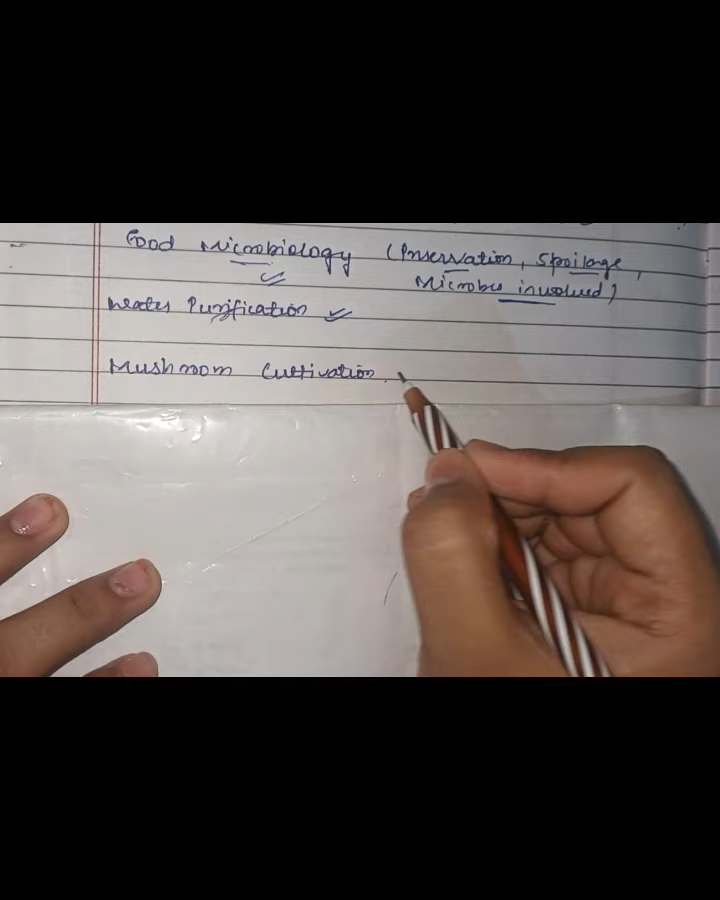 Food Microbiology (Preservation, Spoilage,
Microbes involved)
Water Purification
Mushroom Cultivation.